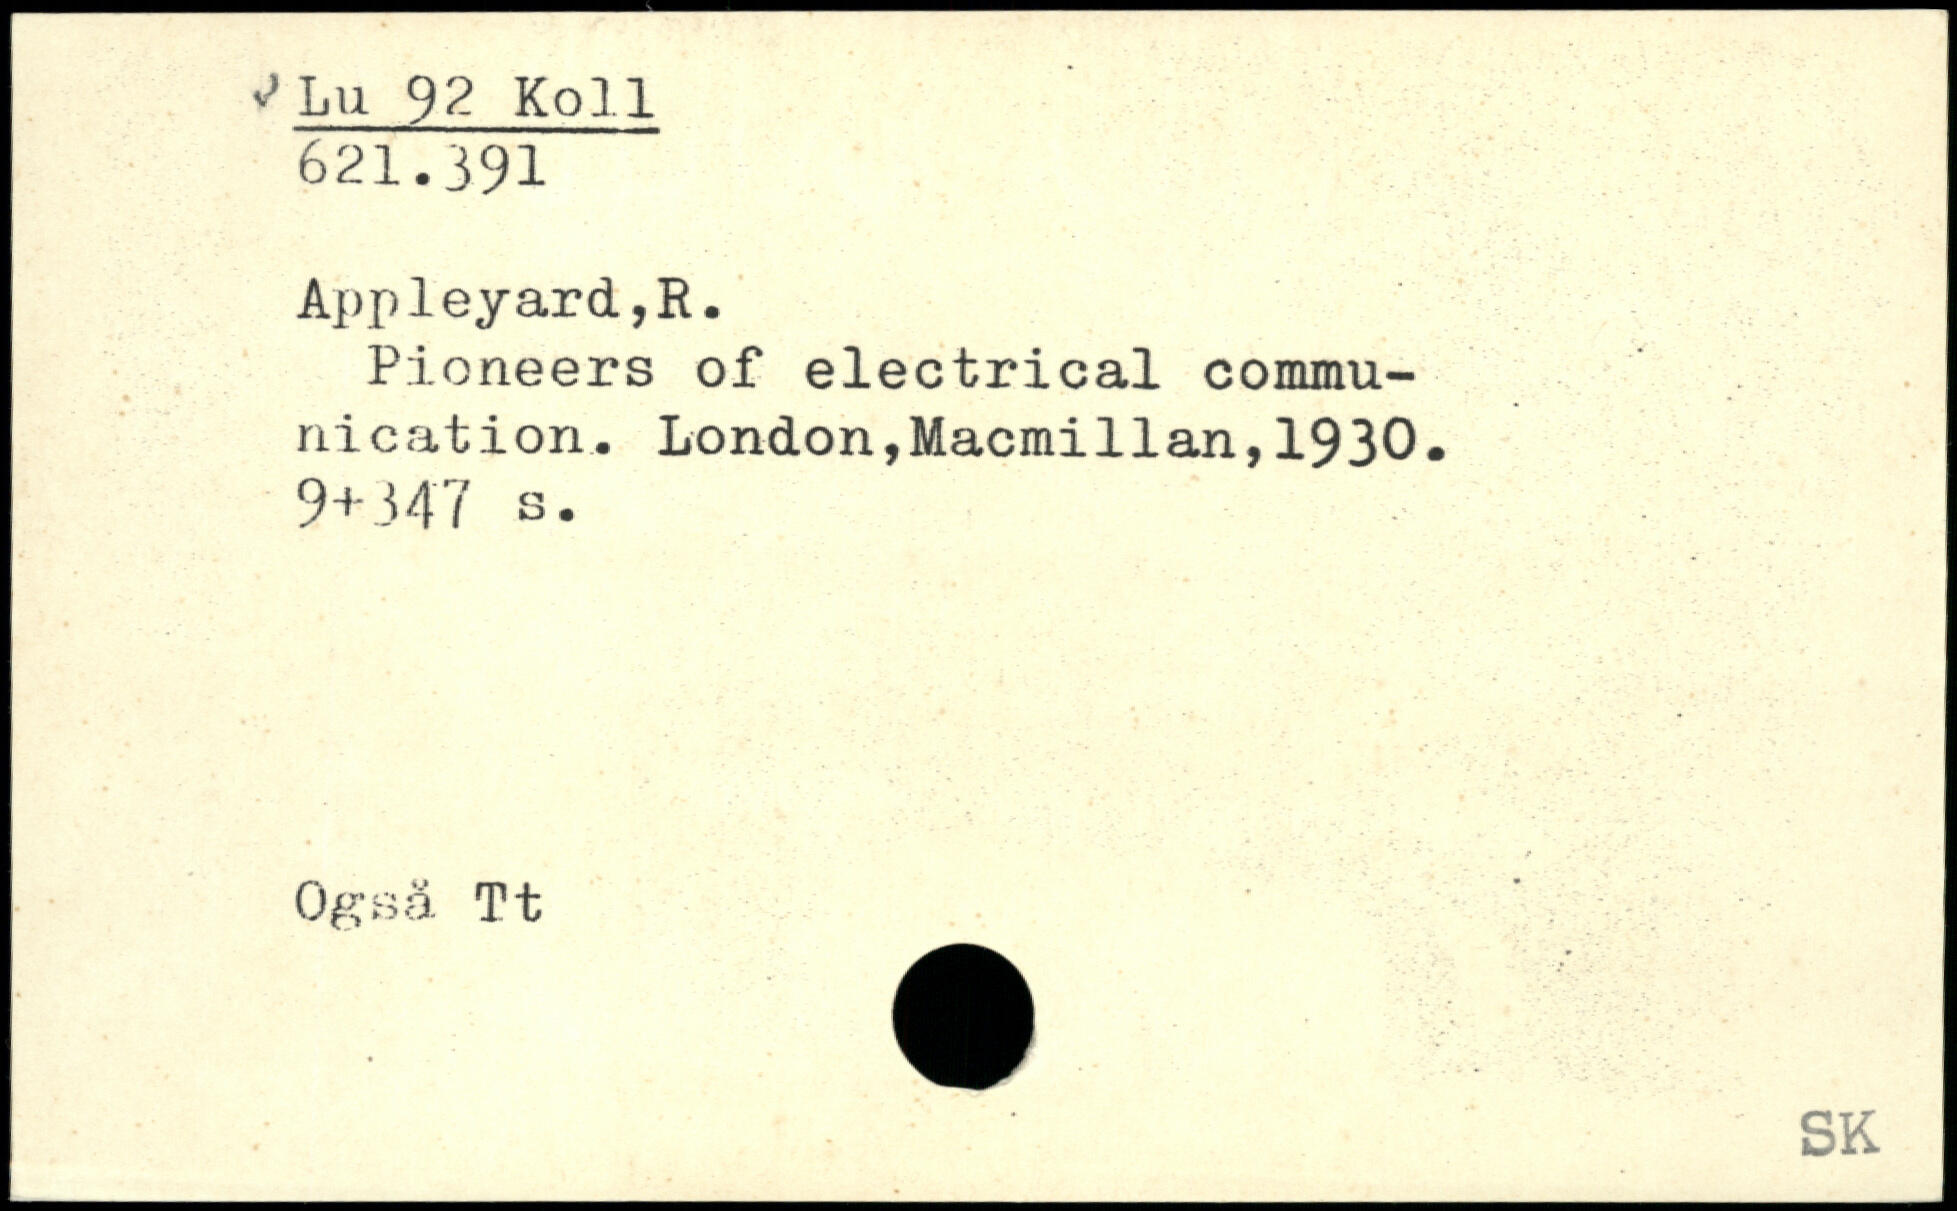 Lu 92 Koll
621.391
Appleyard,R.
Pioneers of electrical commu-
nication. London,Macmillan,1930.
9+347 s.
Også Tt
SK